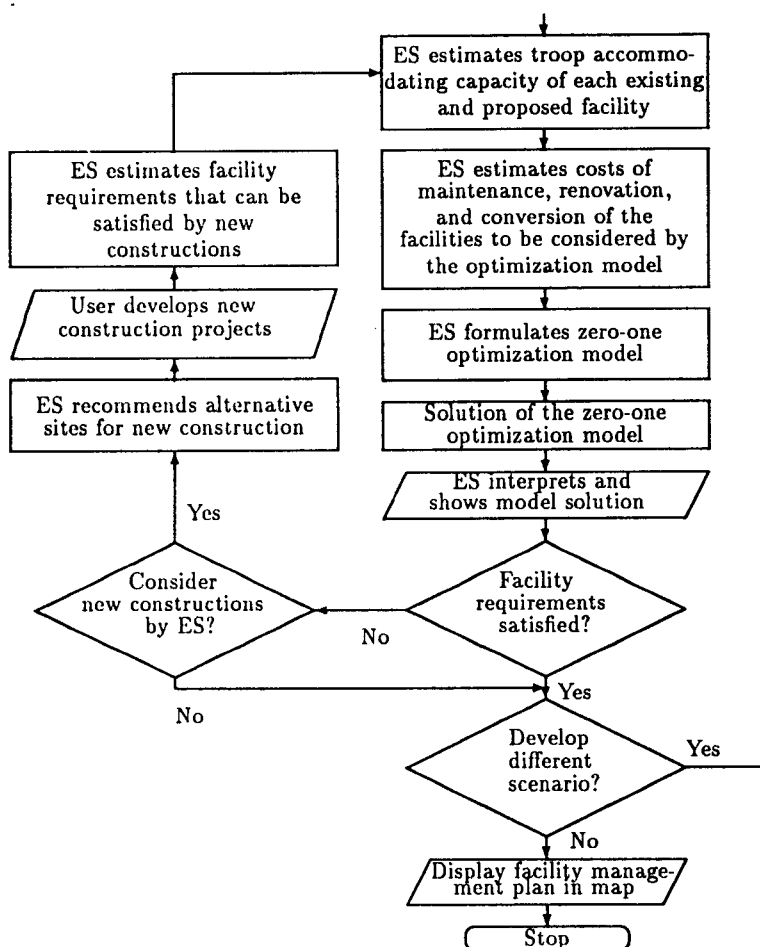 ES estimates troop accommo-
dating capacity of each existing
and proposed facility
ES estimates facility
requirements that can be
satisfied by new
constructions
ES estimates costs of
maintenance, renovation,
and conversion of the
facilities to be considered by
the optimization model
User develops new
construction projects
ES formulates zero-one
optimization model
ES recommends alternative
sites for new construction
Solution of the zero-one
optimization model
ES interprets and
shows model solution
Yes
Consider
new constructions
by ES?
Facility
requirements
satisfied?
No
Yes
No
Develop
different
scenario?
Yes
No
Display facility manage-
ment plan in map
Stop